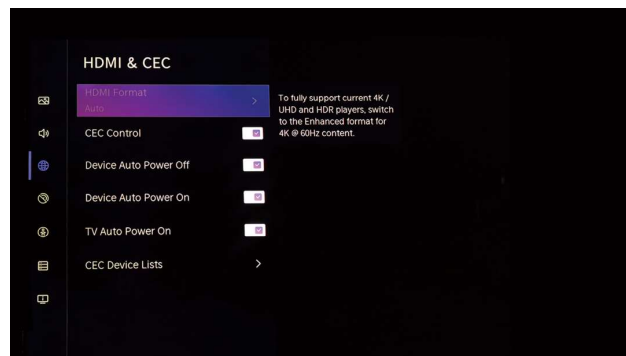 HDMI & CEC
HDMI Format
Auto
To fully support current 4K /
UHD and HDR players, switch
to the Enhanced format for
4K @ 60Hz content.
CEC Control
Device Auto Power Off
Device Auto Power On
TV Auto Power On
CEC Device Lists